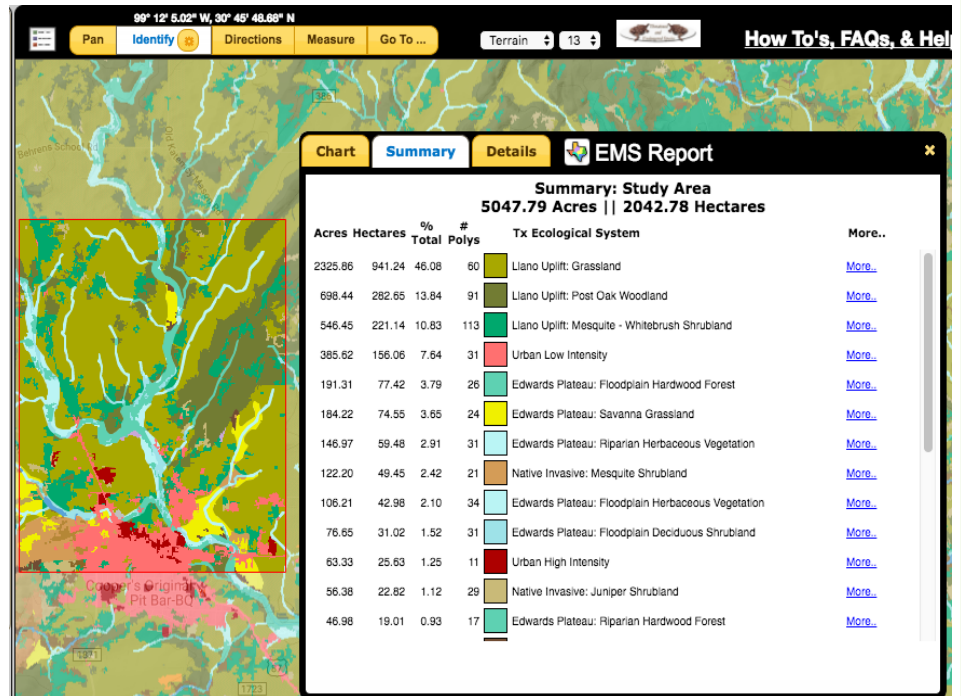 99° 12' 5.02" W, 30° 45' 48.68" N
Pan Identify Directions Measure Go To ...
Terrain 13
How To's, FAQs, & Hel
386
Behrens School Rd
Chart Summary Details EMS Report x
Summary: Study Area
5047.79 Acres || 2042.78 Hectares
Acres Hectares % Total # Polys Tx Ecological System More..
2325.86 941.24 46.08 60 Llano Uplift: Grassland More..
698.44 282.65 13.84 91 Llano Uplift: Post Oak Woodland More..
546.45 221.14 10.83 113 Llano Uplift: Mesquite - Whitebrush Shrubland More..
385.62 156.06 7.64 31 Urban Low Intensity More..
191.31 77.42 3.79 26 Edwards Plateau: Floodplain Hardwood Forest More..
184.22 74.55 3.65 24 Edwards Plateau: Savanna Grassland More..
146.97 59.48 2.91 31 Edwards Plateau: Riparian Herbaceous Vegetation More..
122.20 49.45 2.42 21 Native Invasive: Mesquite Shrubland More..
106.21 42.98 2.10 34 Edwards Plateau: Floodplain Herbaceous Vegetation More..
76.65 31.02 1.52 31 Edwards Plateau: Floodplain Deciduous Shrubland More..
63.33 25.63 1.25 11 Urban High Intensity More..
56.38 22.82 1.12 29 Native Invasive: Juniper Shrubland More..
46.98 19.01 0.93 17 Edwards Plateau: Riparian Hardwood Forest More..
Cooper's Original
Pit Bar-BQ
1871
87
1723